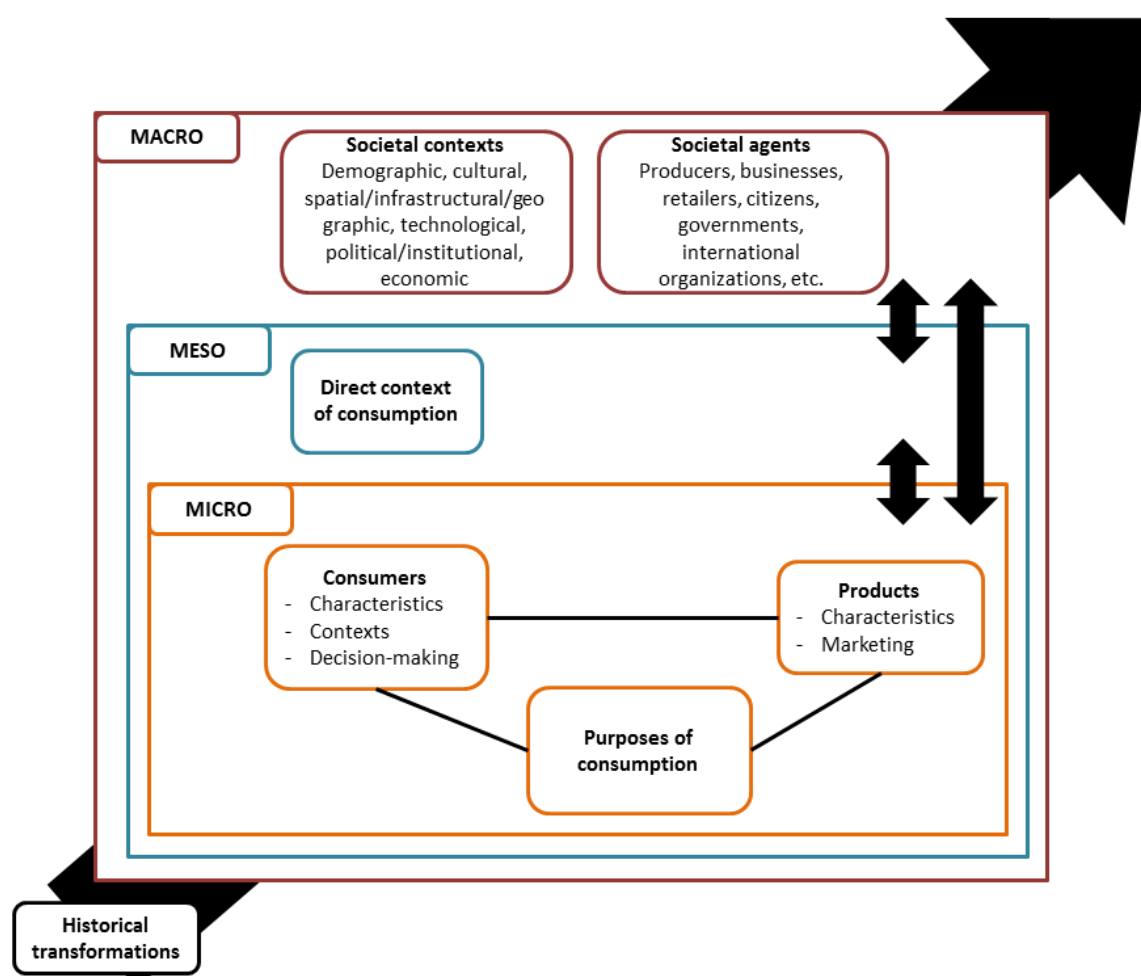 MACRO
Societal contexts
Demographic, cultural,
spatial/infrastructural/geo
graphic, technological,
political/institutional,
economic
Societal agents
Producers, businesses,
retailers, citizens,
governments,
international
organizations, etc.
MESO
Direct context
of consumption
MICRO
Consumers
- Characteristics
- Contexts
- Decision-making
Products
- Characteristics
- Marketing
Purposes of
consumption
Historical
transformations